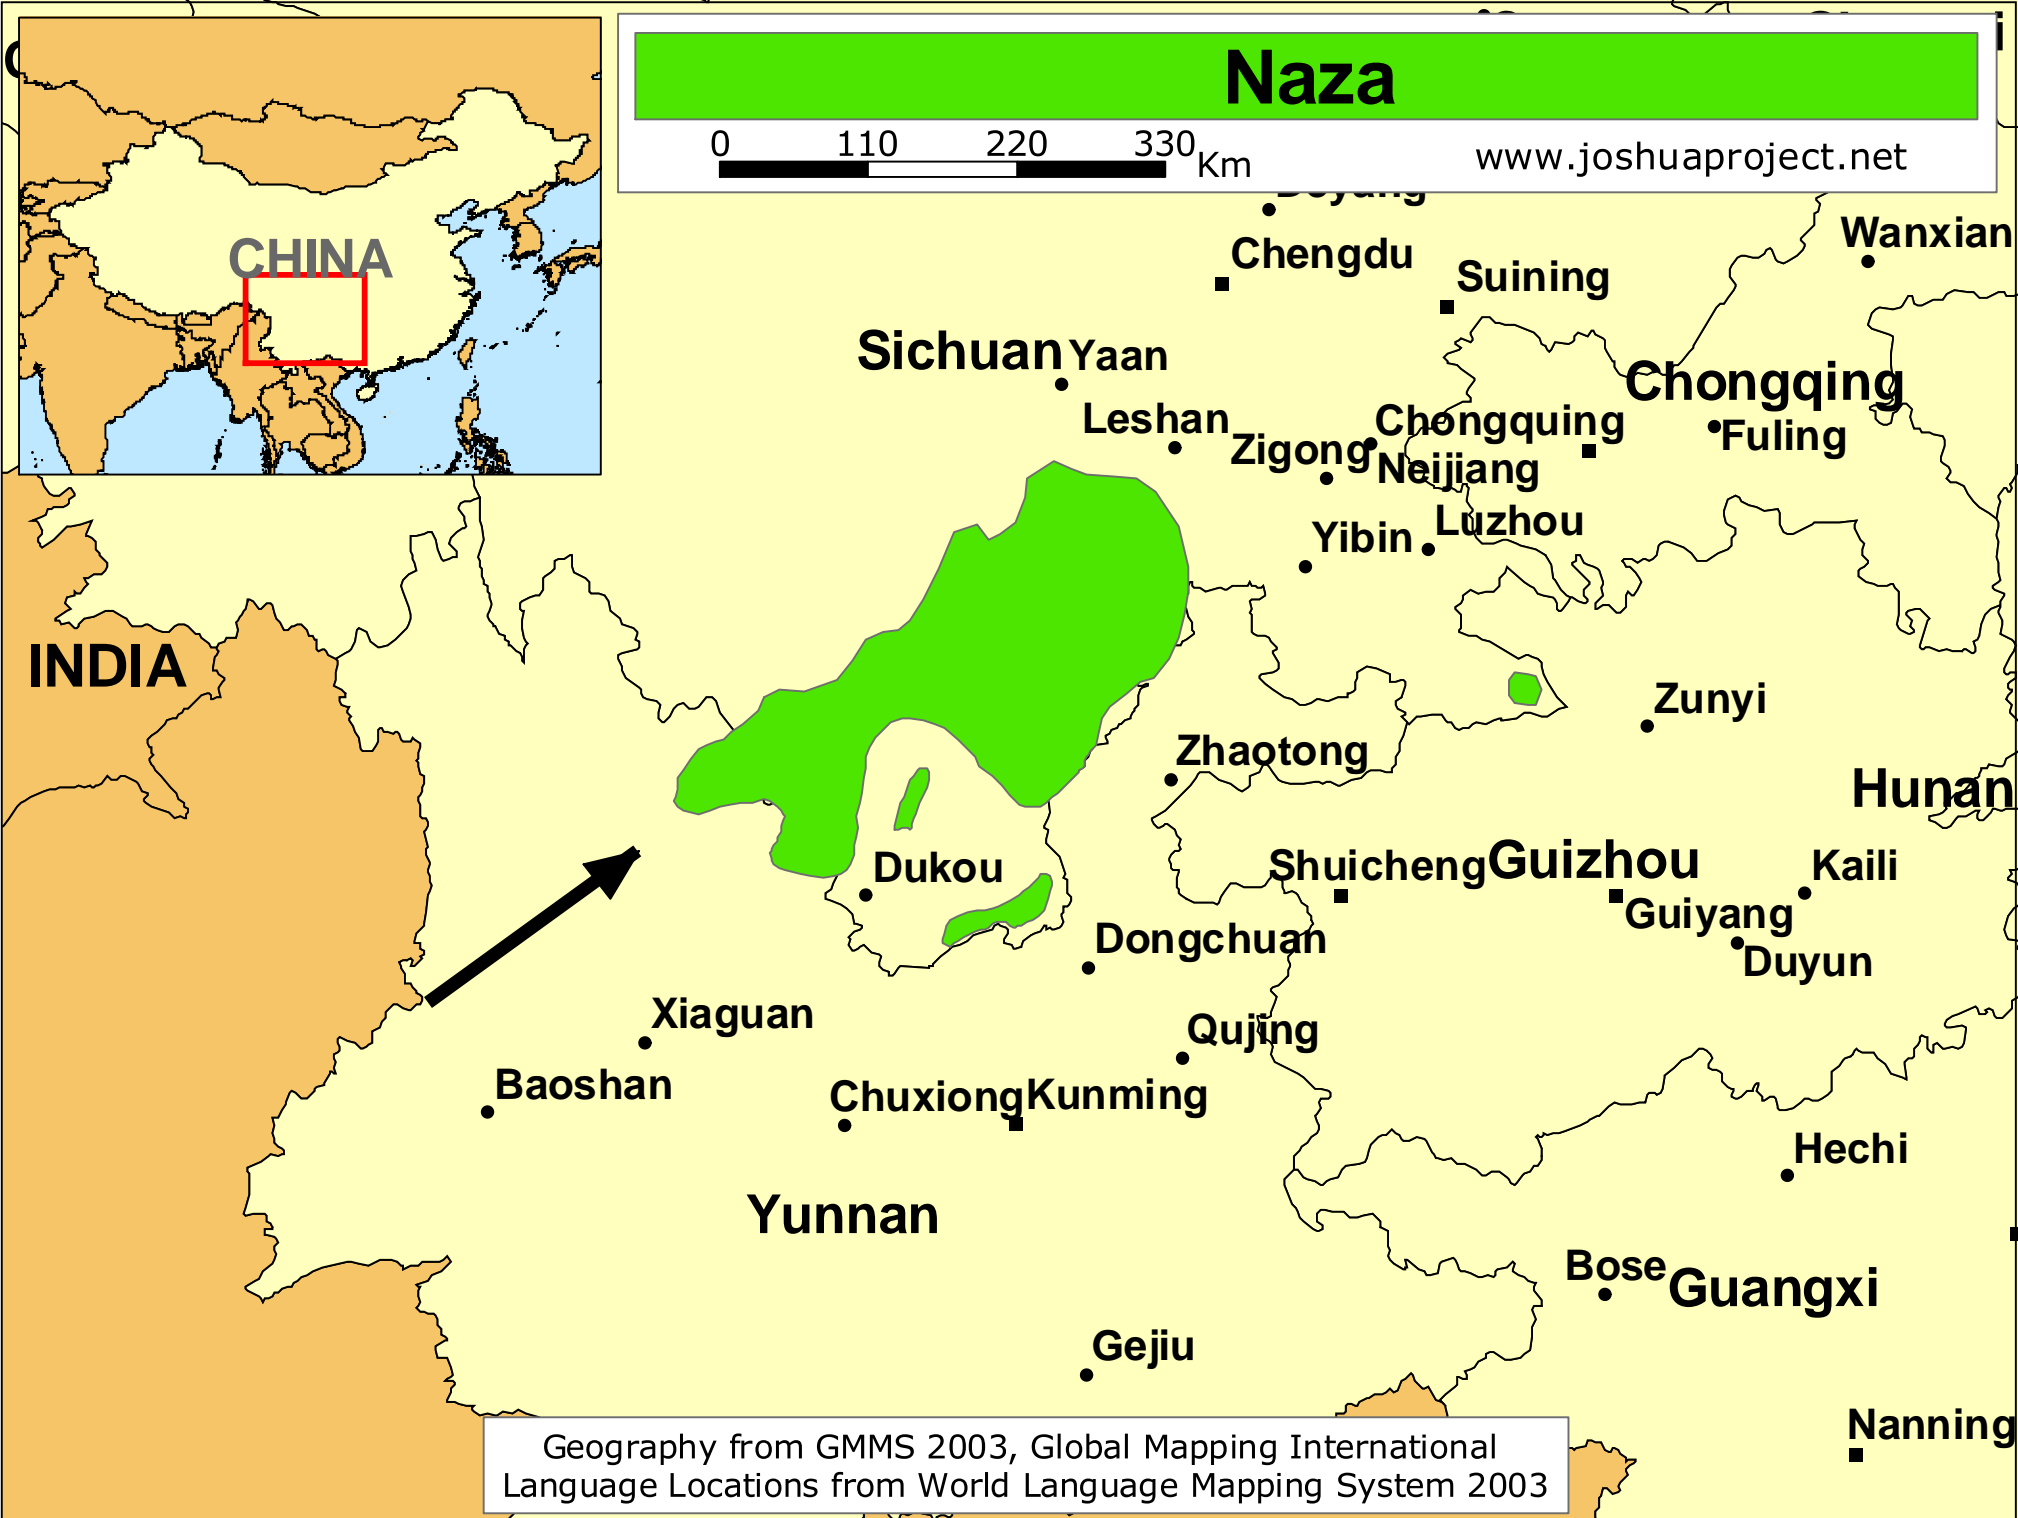 Naza
0 110 220 330 Km
www.joshuaproject.net
CHINA
Wanxian
Chengdu
Suining
Sichuan
Yaan
Chongqing
Leshan
Chongquing
Zigong
Fuling
Neijiang
Luzhou
Yibin
INDIA
Zunyi
Zhaotong
Hunan
Shuicheng
Guizhou
Kaili
Dukou
Guiyang
Dongchuan
Duyun
Xiaguan
Qujing
Baoshan
Chuxiong
Kunming
Hechi
Yunnan
Bose
Guangxi
Gejiu
Nanning
Geography from GMMS 2003, Global Mapping International
Language Locations from World Language Mapping System 2003